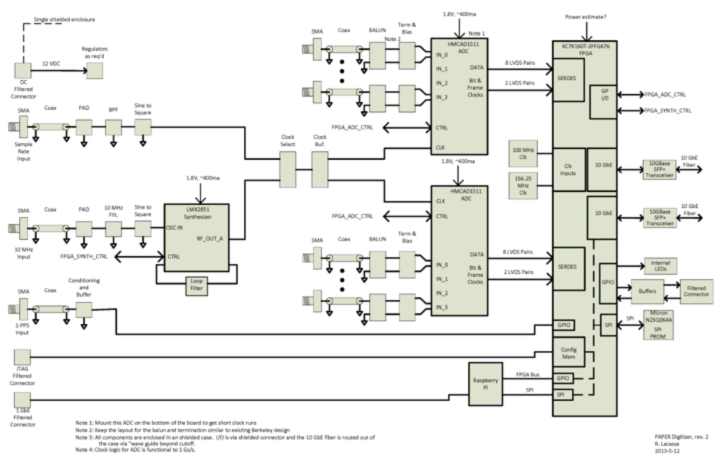 Single shielded enclosure
12 VDC
Regulators
as req'd
DC
Filtered
Connector
SMA
Coax
PAD
BPF
Sine to
Square
Sample
Rate
Input
Clock
Select
Clock
Buf.
1.8V, ~400ma
SMA
Coax
PAD
10 MHz
Filt.
Sine to
Square
LMX2851
Synthesizer
OSC IN
RF_OUT_A
CTRL
10 MHz
Input
FPGA_SYNTH_CTRL
Loop
Filter
SMA
Coax
Conditioning
and
Buffer
1-PPS
Input
JTAG
Filtered
Connector
1 GbE
Filtered
Connector
1.8V, ~400ma
SMA
Coax
BALUN
Note 2
Term &
Bias
Note 1
HMCAD1511
ADC
IN_0
IN_1
IN_2
IN_3
DATA
Bit &
Frame
Clocks
CTRL
CLK
FPGA_ADC_CTRL
8 LVDS Pairs
2 LVDS Pairs
1.8V, ~400ma
HMCAD1511
ADC
CLK
CTRL
FPGA_ADC_CTRL
SMA
Coax
BALUN
Term &
Bias
IN_0
IN_1
IN_2
IN_3
DATA
Bit &
Frame
Clocks
8 LVDS Pairs
2 LVDS Pairs
Power estimate?
XC7K160T-2FFG676
FPGA
SERDES
GP
I/O
FPGA_ADC_CTRL
FPGA_SYNTH_CTRL
100 MHz
Clk
156.25
MHz
Clk
Clk
Inputs
10 GbE
10GBase
SFP+
Transceiver
10 GbE
Fiber
10 GbE
10GBase
SFP+
Transceiver
10 GbE
Fiber
SERDES
GPIO
Internal
LEDs
Buffers
Filtered
Connector
GPIO
SPI
SPI
Micron
N25Q064A
SPI
PROM
Config
Mem
Raspberry
PI
FPGA Bus
GPIO
SPI
SPI
Note 1: Mount this ADC on the bottom of the board to get short clock runs
Note 2: Keep the layout for the balun and termination similar to existing Berkeley design
Note 3: All components are enclosed in an shielded case. I/O is via shielded connector and the 10 GbE fiber is routed out of
the case via "wave guide beyond cutoff.
Note 4: Clock logic for ADC is functional to 1 Gs/s.
PAPER Digitizer, rev. 2
R. Lacasse
2013-5-12